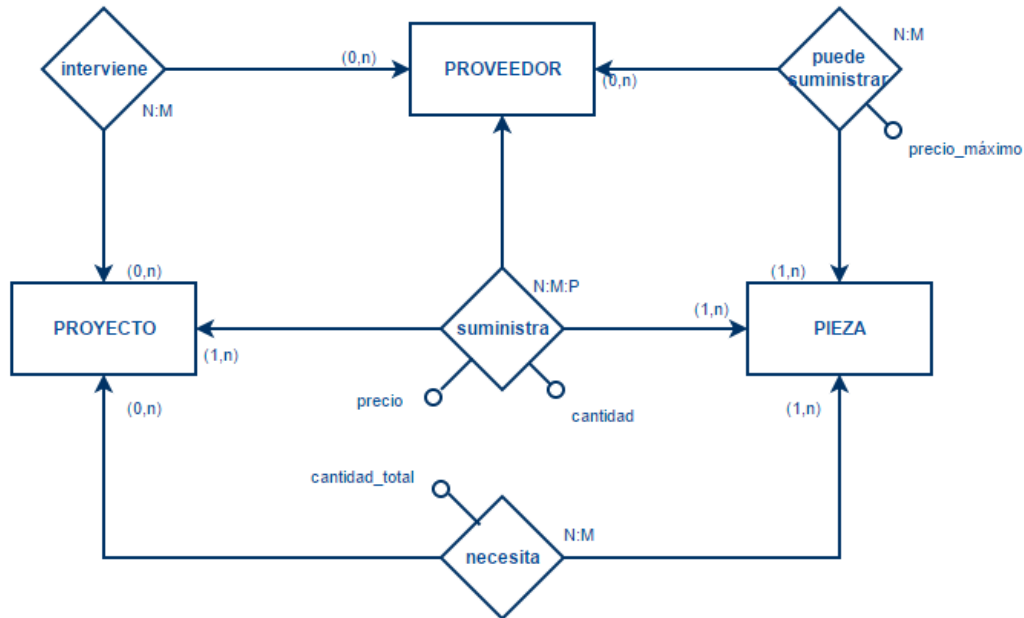 N:M
puede
suministrar
interviene
(0,n)
PROVEEDOR
(0,n)
N:M
precio_máximo
(0,n)
(1,n)
N:M:P
PROYECTO
suministra
(1,n)
PIEZA
(1,n)
precio
cantidad
(0,n)
(1,n)
cantidad_total
N:M
necesita